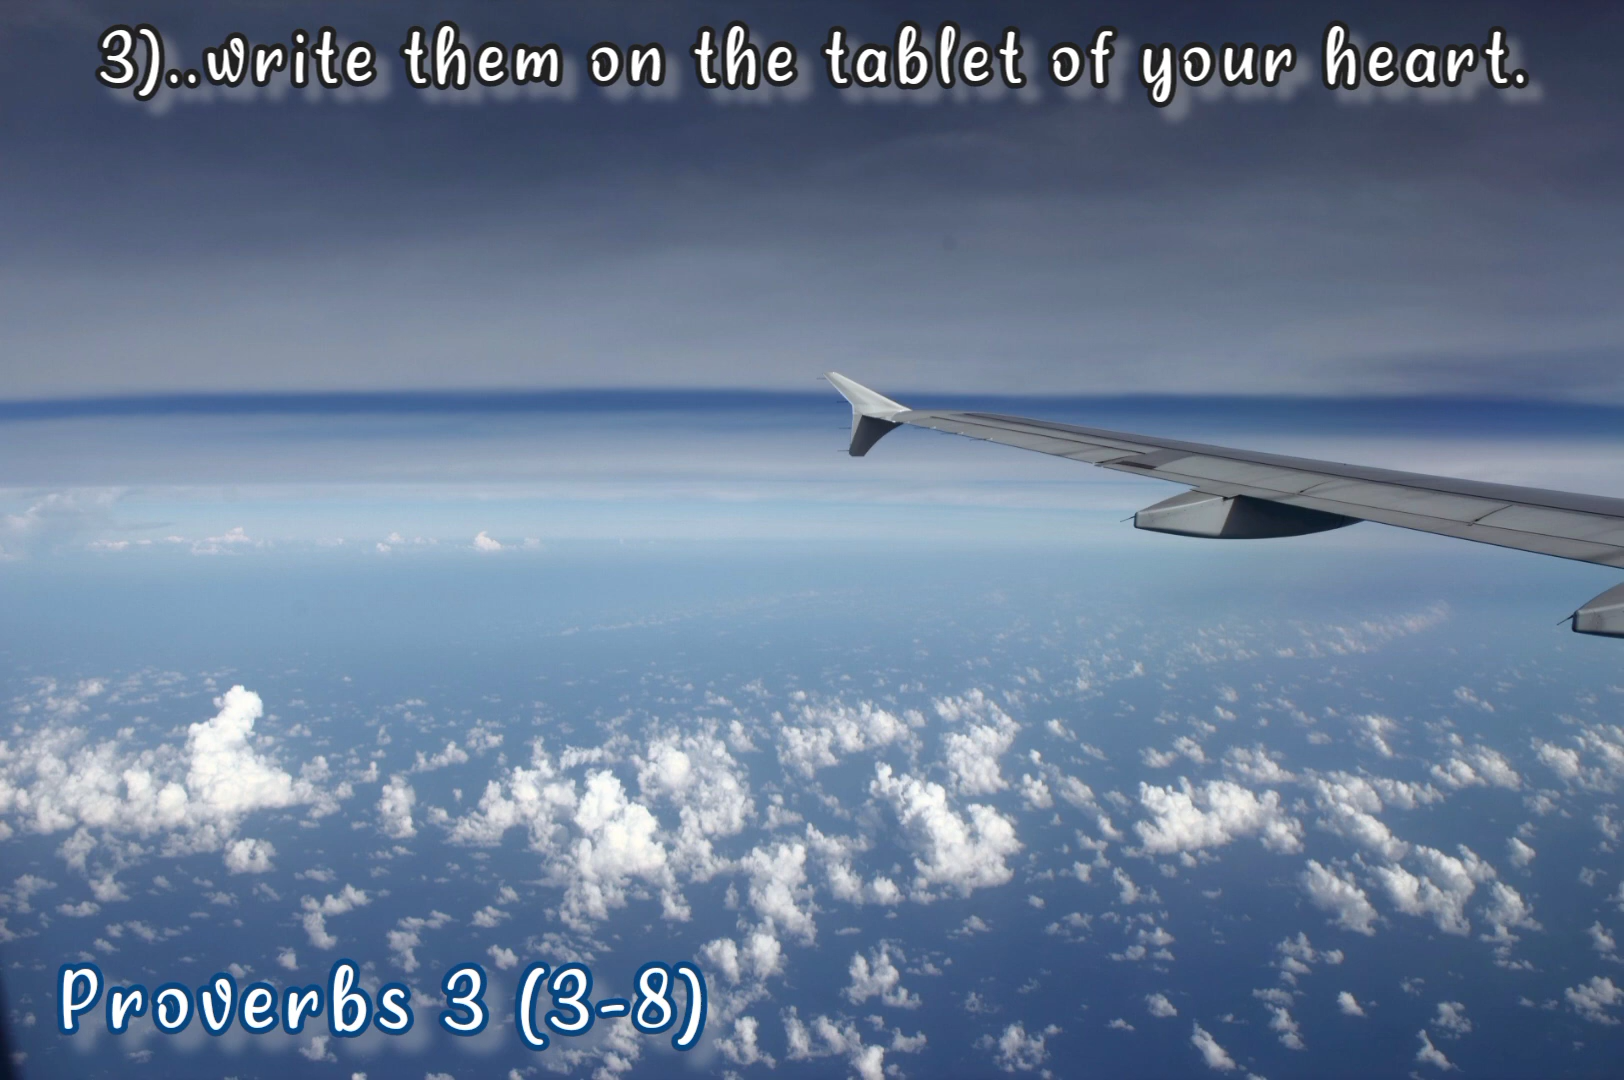 3)..write them on the tablet of your heart.
Proverbs 3 (3-8)